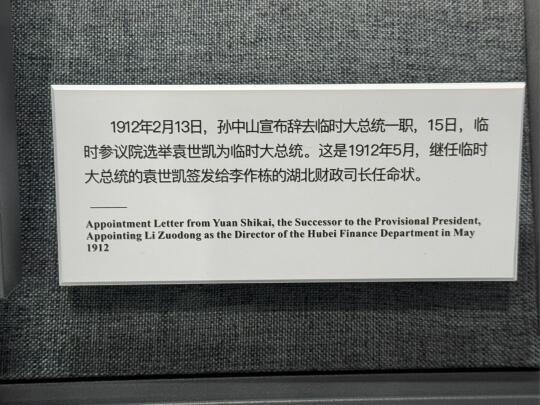 1912年2月13日，孙中山宣布辞去临时大总统一职，15日，临
时参议院选举袁世凯为临时大总统。这是1912年5月，继任临时
大总统的袁世凯签发给李作栋的湖北财政司长任命状。
Appointment Letter from Yuan Shikai, the Successor to the Provisional President,
Appointing Li Zuodong as the Director of the Hubei Finance Department in May
1912